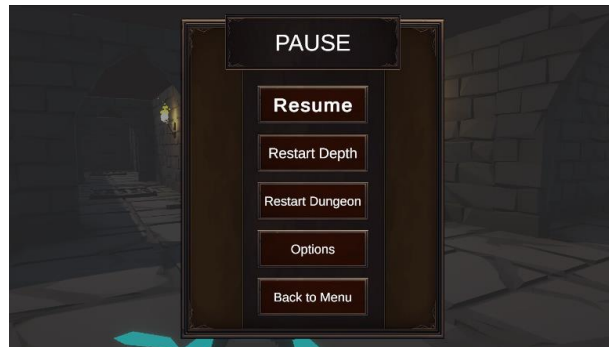 PAUSE
Resume
Restart Depth
Restart Dungeon
Options
Back to Menu